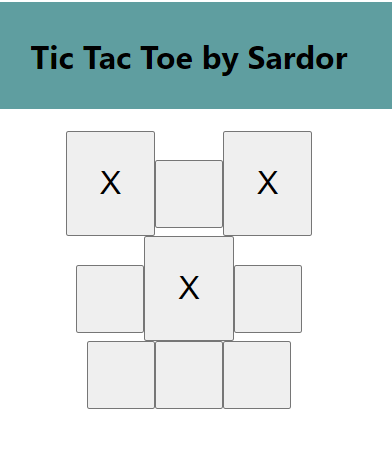 Tic Tac Toe by Sardor
X X
X